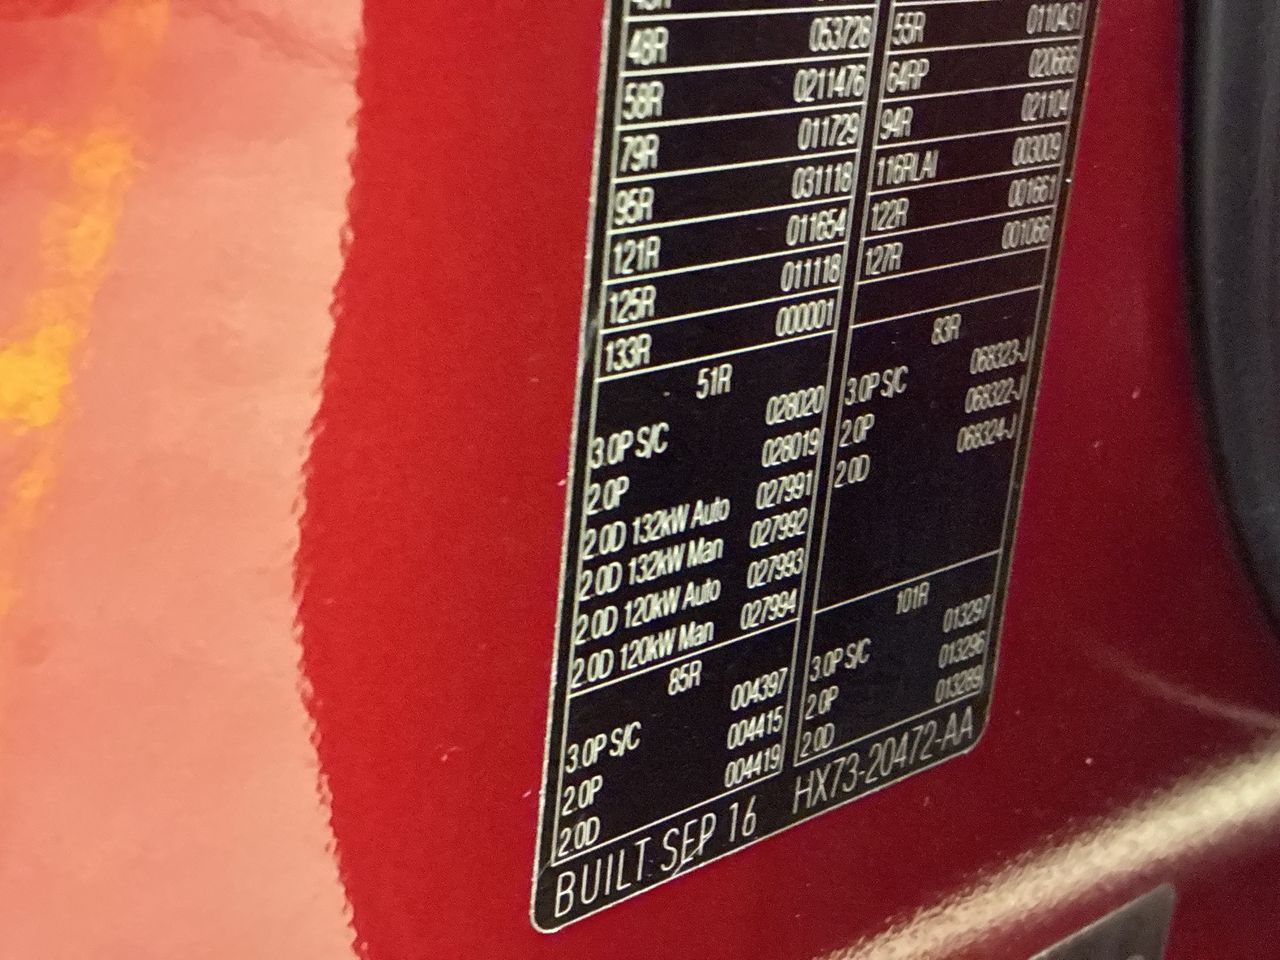 48R 053728
58R 0211476
79R 011729
95R 031118
121R 011654
125R 011118
133R 000001
51R
3.0P S/C 028020
2.0P 028019
2.0D 132kW Auto 027991
2.0D 132kW Man 027992
2.0D 120kW Auto 027993
2.0D 120kW Man 027994
85R
3.0P S/C 004397
2.0P 004415
2.0D 004419
55R 0110431
64RP 020666
94R 021104
116RLAI 003009
122R 001661
127R 001066
83R
3.0P S/C 068323-J
2.0P 068322-J
2.0D 068324-J
101R
3.0P S/C 013297
2.0P 013296
2.0D 013289
BUILT SEP 16 HX73-20472-AA